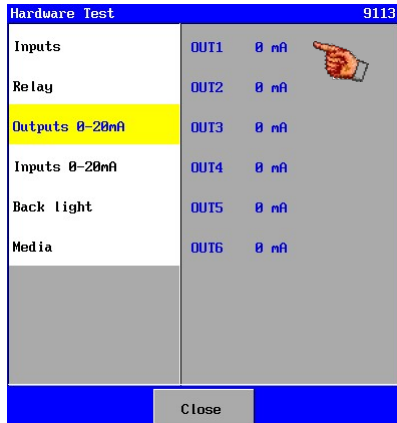 Hardware Test 9113
Inputs
Relay
Outputs 0-20mA
Inputs 0-20mA
Back light
Media
OUT1 0 mA
OUT2 0 mA
OUT3 0 mA
OUT4 0 mA
OUT5 0 mA
OUT6 0 mA
Close